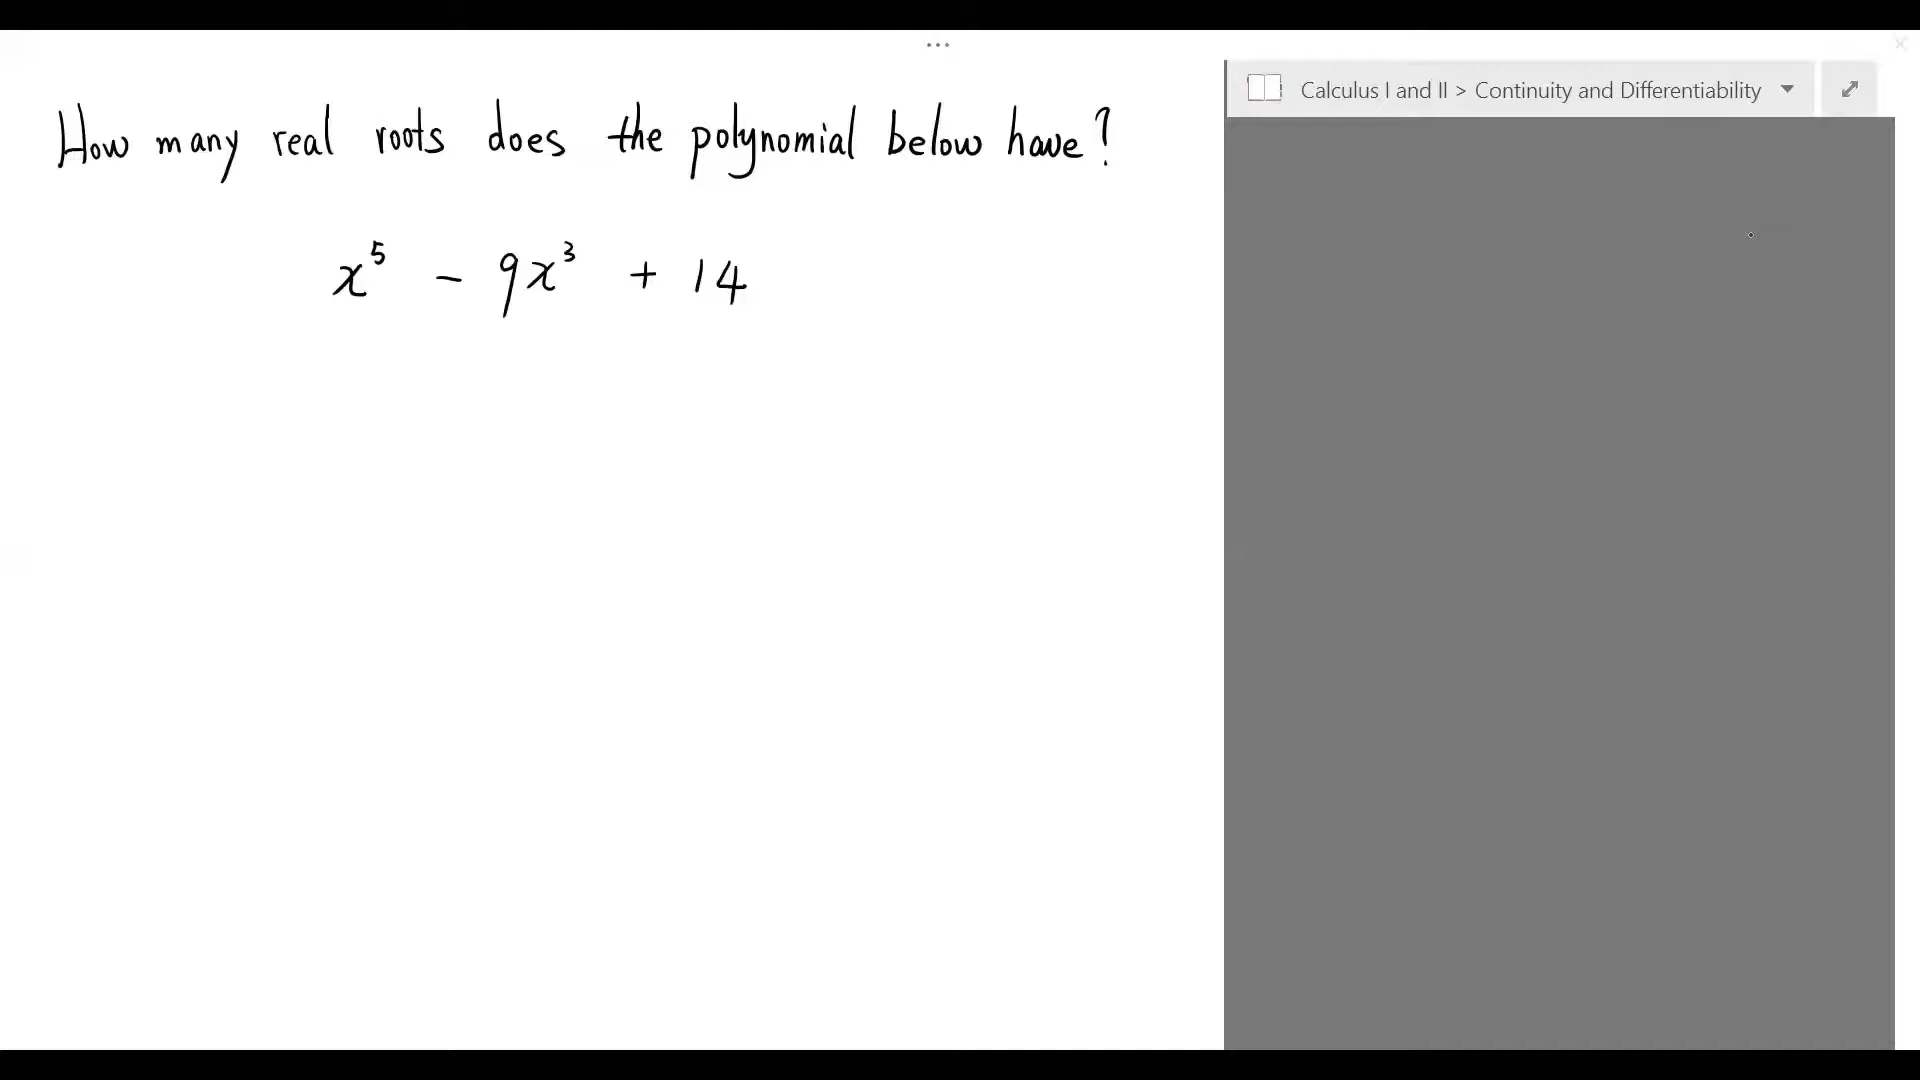 Calculus I and II > Continuity and Differentiability
How many real roots does the polynomial below have?
x⁵ - 9x³ + 14